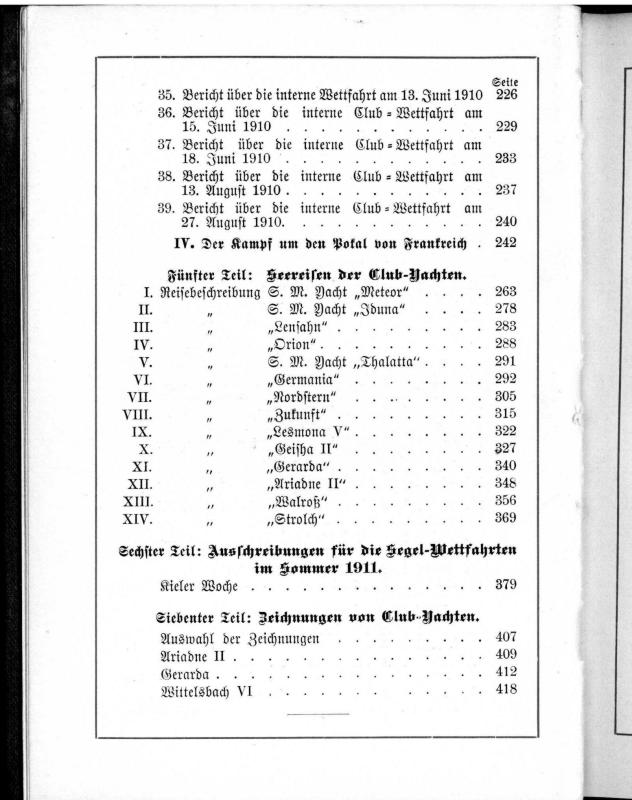 Seite
35. Bericht über die interne Wettfahrt am 13. Juni 1910 226
36. Bericht über die interne Club-Wettfahrt am
15. Juni 1910 . . . . . . . . . . . . 229
37. Bericht über die interne Club-Wettfahrt am
18. Juni 1910 . . . . . . . . . . . . 233
38. Bericht über die interne Club-Wettfahrt am
13. August 1910 . . . . . . . . . . . 237
39. Bericht über die interne Club-Wettfahrt am
27. August 1910. . . . . . . . . . . 240
IV. Der Kampf um den Pokal von Frankreich . 242
Fünfter Teil: Seereisen der Club-Yachten.
I. Reisebeschreibung S. M. Yacht „Meteor" . . . . 263
II. „ S. M. Yacht „Iduna" . . . . 278
III. „ „Lensahn" . . . . . . . . 283
IV. „ „Orion" . . . . . . . . . 288
V. „ S. M. Yacht „Thalatta" . . . . 291
VI. „ „Germania" . . . . . . . 292
VII. „ „Nordstern" . . . . . . . 305
VIII. „ „Zukunft" . . . . . . . . 315
IX. „ „Lesmona V" . . . . . . . 322
X. „ „Geisha II" . . . . . . . 327
XI. „ „Gerarda" . . . . . . . . 340
XII. „ „Ariadne II" . . . . . . . 348
XIII. „ „Walroß" . . . . . . . . 356
XIV. „ „Strolch" . . . . . . . . 369
Sechster Teil: Ausschreibungen für die Segel-Wettfahrten
im Sommer 1911.
Kieler Woche . . . . . . . . . . . . . 379
Siebenter Teil: Zeichnungen von Club-Yachten.
Auswahl der Zeichnungen . . . . . . . . . 407
Ariadne II . . . . . . . . . . . . . . 409
Gerarda . . . . . . . . . . . . . . . 412
Wittelsbach VI . . . . . . . . . . . . 418